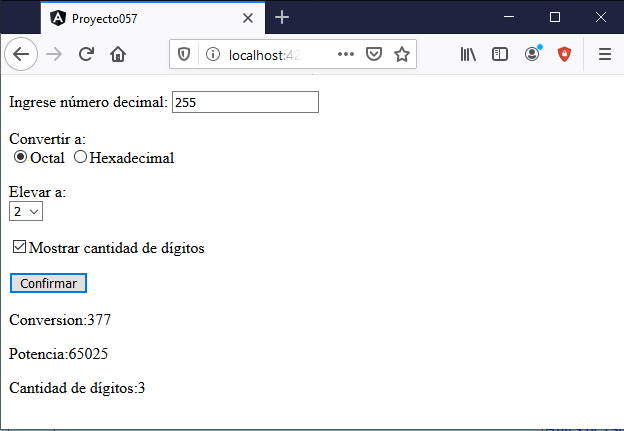 Proyecto057
localhost:42
Ingrese número decimal: 255
Convertir a:
Octal Hexadecimal
Elevar a:
2
Mostrar cantidad de dígitos
Confirmar
Conversion:377
Potencia:65025
Cantidad de dígitos:3